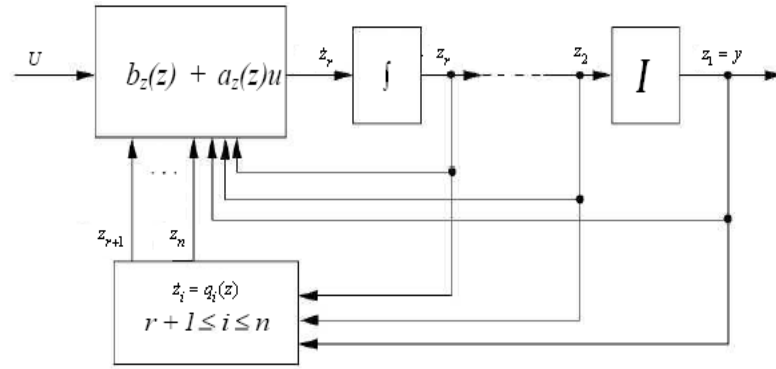 U
b_z(z) + a_z(z)u
ż_r
∫
z_r
z_2
I
z_1 = y
...
z_{r+1}
z_n
ż_i = q_i(z)
r + 1 ≤ i ≤ n